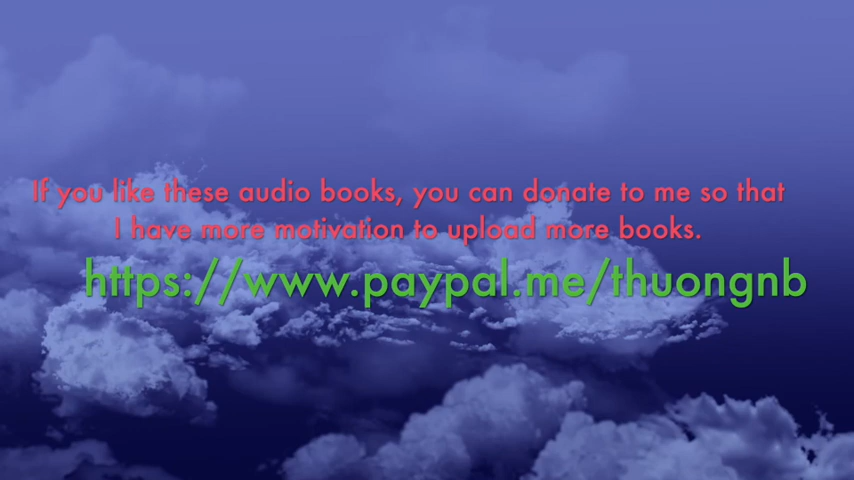 If you like these audio books, you can donate to me so that
I have more motivation to upload more books.
https://www.paypal.me/thuongnb